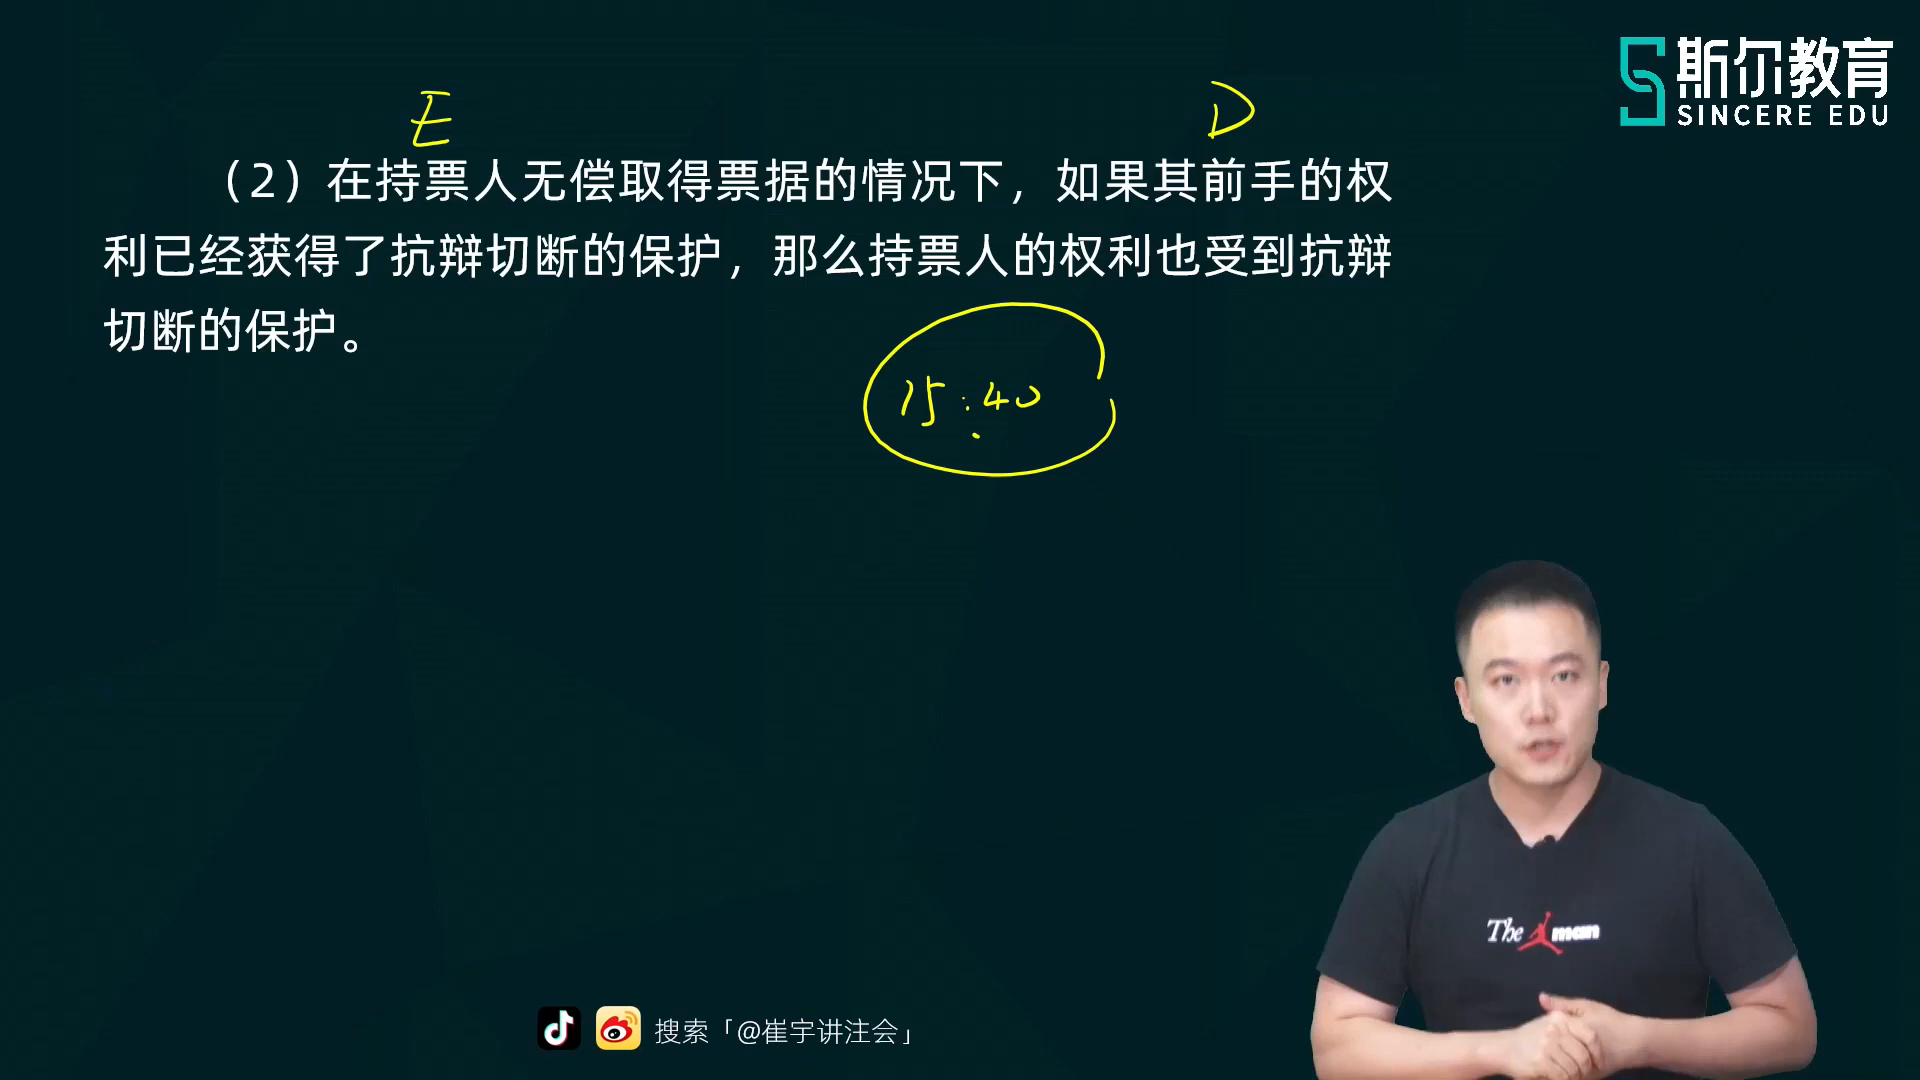 斯尔教育
SINCERE EDU
E
D
（2）在持票人无偿取得票据的情况下，如果其前手的权
利已经获得了抗辩切断的保护，那么持票人的权利也受到抗辩
切断的保护。
15:40
The man
搜索「@崔宇讲注会」